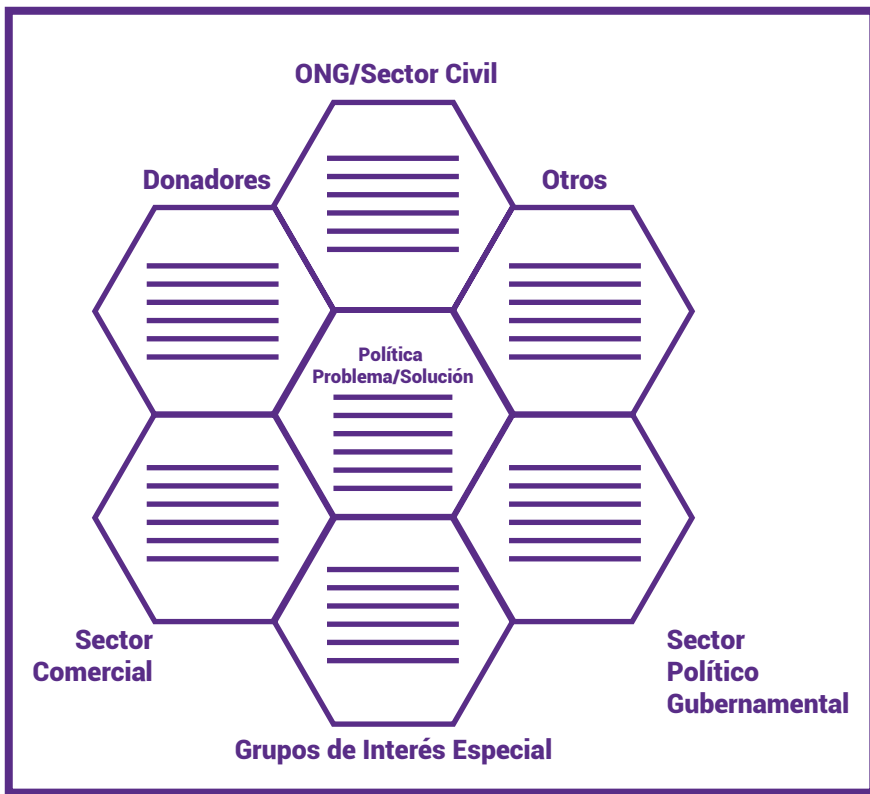 ONG/Sector Civil
Donadores
Otros
Política
Problema/Solución
Sector
Comercial
Sector
Político
Gubernamental
Grupos de Interés Especial